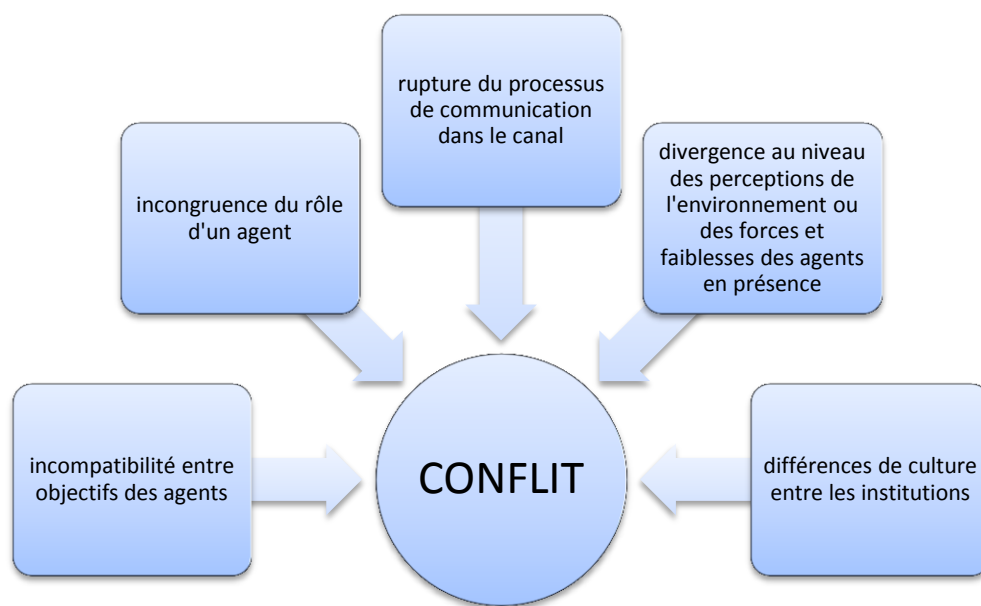 rupture du processus
de communication
dans le canal
incongruence du rôle
d'un agent
divergence au niveau
des perceptions de
l'environnement ou
des forces et
faiblesses des agents
en présence
incompatibilité entre
objectifs des agents
CONFLIT
différences de culture
entre les institutions